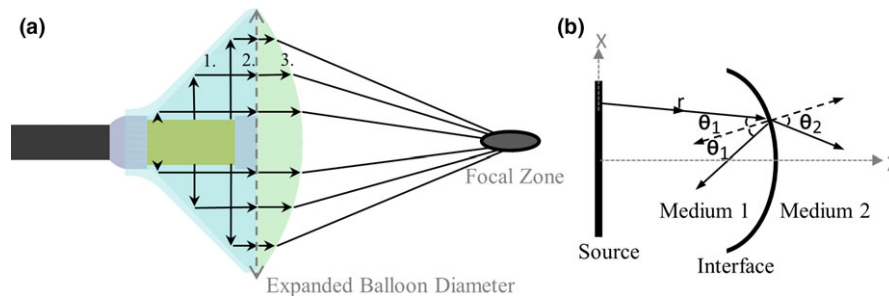 (a)
1.
2.
3.
Focal Zone
Expanded Balloon Diameter
(b)
X
r
θ1
θ1
θ2
Z
Medium 1
Medium 2
Source
Interface